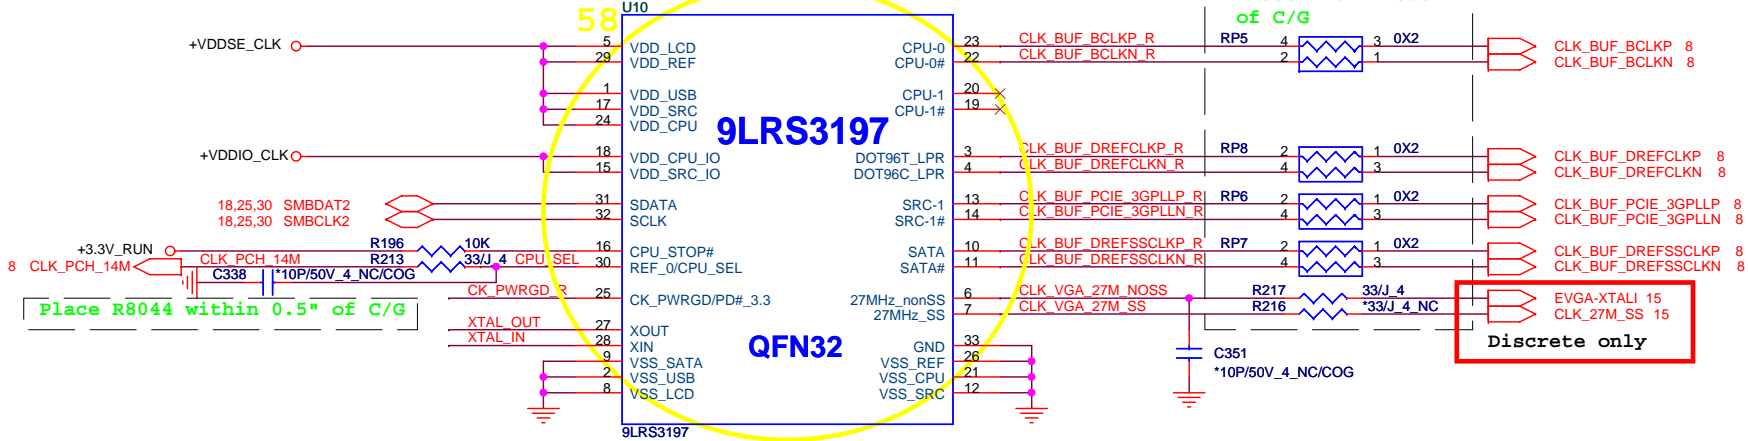 U10
58
of C/G
+VDDSE_CLK
5 VDD_LCD
29 VDD_REF
1 VDD_USB
17 VDD_SRC
24 VDD_CPU
+VDDIO_CLK
18 VDD_CPU_IO
15 VDD_SRC_IO
18,25,30 SMBDAT2
31 SDATA
18,25,30 SMBCLK2
32 SCLK
+3.3V_RUN
R196 10K
16 CPU_STOP#
8 CLK_PCH_14M
CLK_PCH_14M
R213 33/J_4 CPU_SEL
30 REF_0/CPU_SEL
C338 *10P/50V_4_NC/COG
Place R8044 within 0.5" of C/G
CK_PWRGD_R
25 CK_PWRGD/PD#_3.3
XTAL_OUT
27 XOUT
XTAL_IN
28 XIN
9 VSS_SATA
2 VSS_USB
8 VSS_LCD
9LRS3197
QFN32
9LRS3197
CPU-0 23 CLK_BUF_BCLKP_R RP5 4 3 0X2 CLK_BUF_BCLKP 8
CPU-0# 22 CLK_BUF_BCLKN_R 2 1 CLK_BUF_BCLKN 8
CPU-1 20
CPU-1# 19
DOT96T_LPR 3 CLK_BUF_DREFCLKP_R RP8 2 1 0X2 CLK_BUF_DREFCLKP 8
DOT96C_LPR 4 CLK_BUF_DREFCLKN_R 4 3 CLK_BUF_DREFCLKN 8
SRC-1 13 CLK_BUF_PCIE_3GPLLP_R RP6 2 1 0X2 CLK_BUF_PCIE_3GPLLP 8
SRC-1# 14 CLK_BUF_PCIE_3GPLLN_R 4 3 CLK_BUF_PCIE_3GPLLN 8
SATA 10 CLK_BUF_DREFSSCLKP_R RP7 2 1 0X2 CLK_BUF_DREFSSCLKP 8
SATA# 11 CLK_BUF_DREFSSCLKN_R 4 3 CLK_BUF_DREFSSCLKN 8
27MHz_nonSS 6 CLK_VGA_27M_NOSS R217 33/J_4 EVGA-XTALI 15
27MHz_SS 7 CLK_VGA_27M_SS R216 *33/J_4_NC CLK_27M_SS 15
Discrete only
GND 33
VSS_REF 26
VSS_CPU 21
VSS_SRC 12
C351
*10P/50V_4_NC/COG